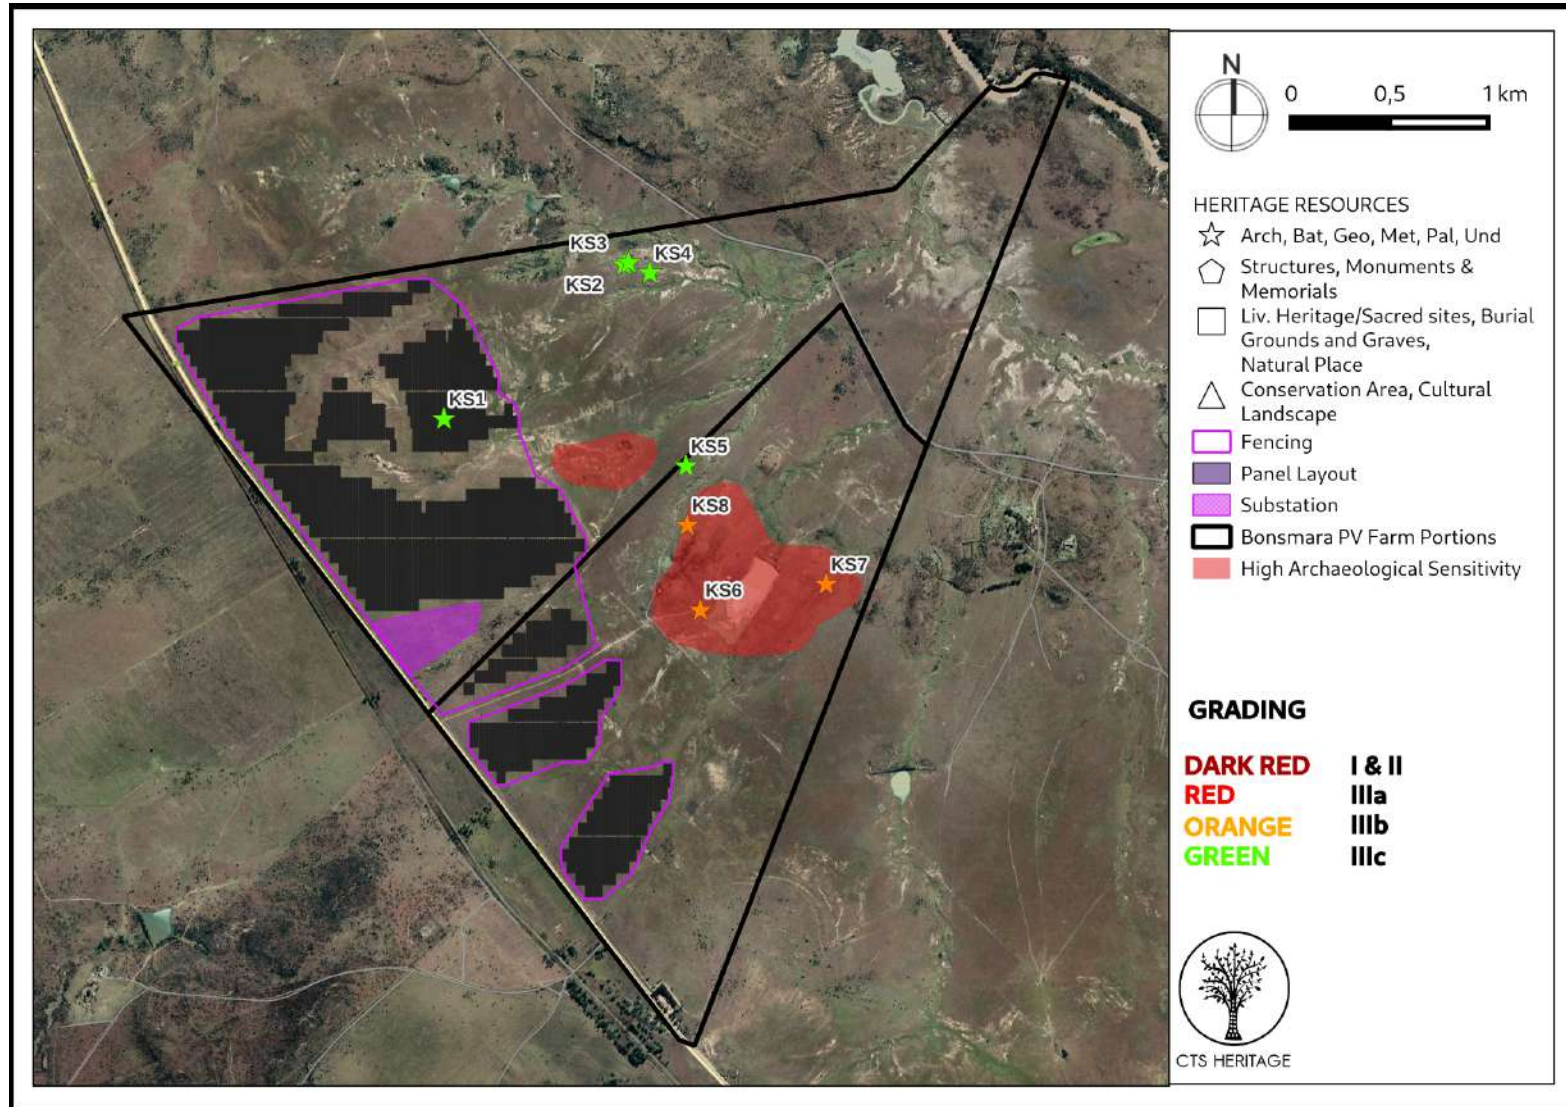 KS3
KS4
KS2
KS1
KS5
KS8
KS7
KS6
N
0 0,5 1 km
HERITAGE RESOURCES
Arch, Bat, Geo, Met, Pal, Und
Structures, Monuments &
Memorials
Liv. Heritage/Sacred sites, Burial
Grounds and Graves,
Natural Place
Conservation Area, Cultural
Landscape
Fencing
Panel Layout
Substation
Bonsmara PV Farm Portions
High Archaeological Sensitivity
GRADING
DARK RED I & II
RED IIIa
ORANGE IIIb
GREEN IIIc
CTS HERITAGE